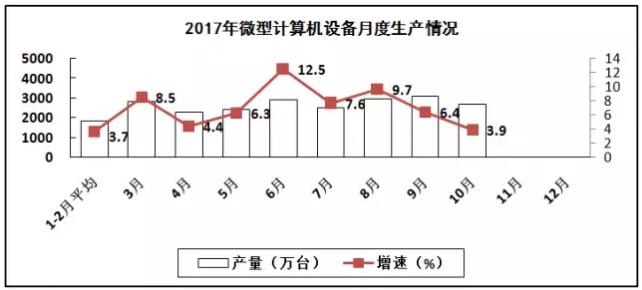 2017年微型计算机设备月度生产情况
5000
4000
3000
2000
1000
0
14
12
10
8
6
4
2
0
3.7
8.5
4.4
6.3
12.5
7.6
9.7
6.4
3.9
1-2月平均
3月
4月
5月
6月
7月
8月
9月
10月
11月
12月
产量（万台） 增速（%）